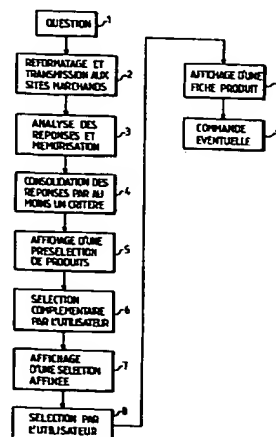 QUESTION
1
REFORMATAGE ET
TRANSMISSION AUX
SITES MARCHANDS
2
ANALYSE DES
REPONSES ET
MEMORISATION
3
CONSOLIDATION DES
REPONSES PAR AU
MOINS UN CRITERE
4
AFFICHAGE D'UNE
PRESELECTION
DE PRODUITS
5
SELECTION
COMPLEMENTAIRE
PAR L'UTILISATEUR
6
AFFICHAGE
D'UNE SELECTION
AFFINEE
7
SELECTION PAR
L'UTILISATEUR
8
AFFICHAGE D'UNE
FICHE PRODUIT
COMMANDE
EVENTUELLE